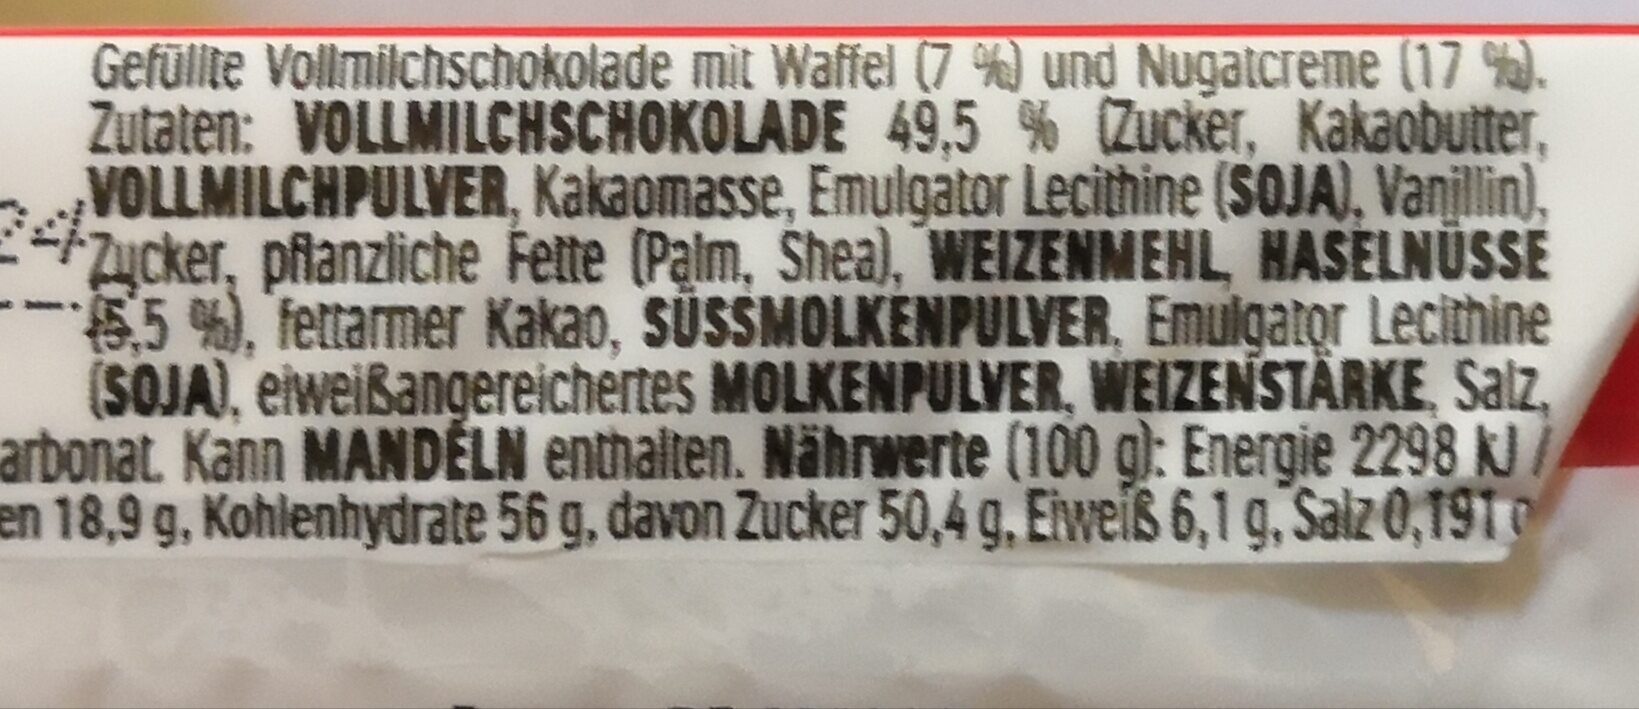 Gefüllte Vollmilchschokolade mit Waffel (7 %) und Nugatcreme (17 %).
Zutaten: VOLLMILCHSCHOKOLADE 49,5 % (Zucker, Kakaobutter,
VOLLMILCHPULVER, Kakaomasse, Emulgator Lecithine (SOJA), Vanillin),
Zucker, pflanzliche Fette (Palm, Shea), WEIZENMEHL, HASELNÜSSE
(5,5 %), fettarmer Kakao, SÜSSMOLKENPULVER, Emulgator Lecithine
(SOJA), eiweißangereichertes MOLKENPULVER, WEIZENSTÄRKE, Salz,
arbonat. Kann MANDELN enthalten. Nährwerte (100 g): Energie 2298 kJ /
en 18,9 g, Kohlenhydrate 56 g, davon Zucker 50,4 g, Eiweiß 6,1 g, Salz 0,191 g